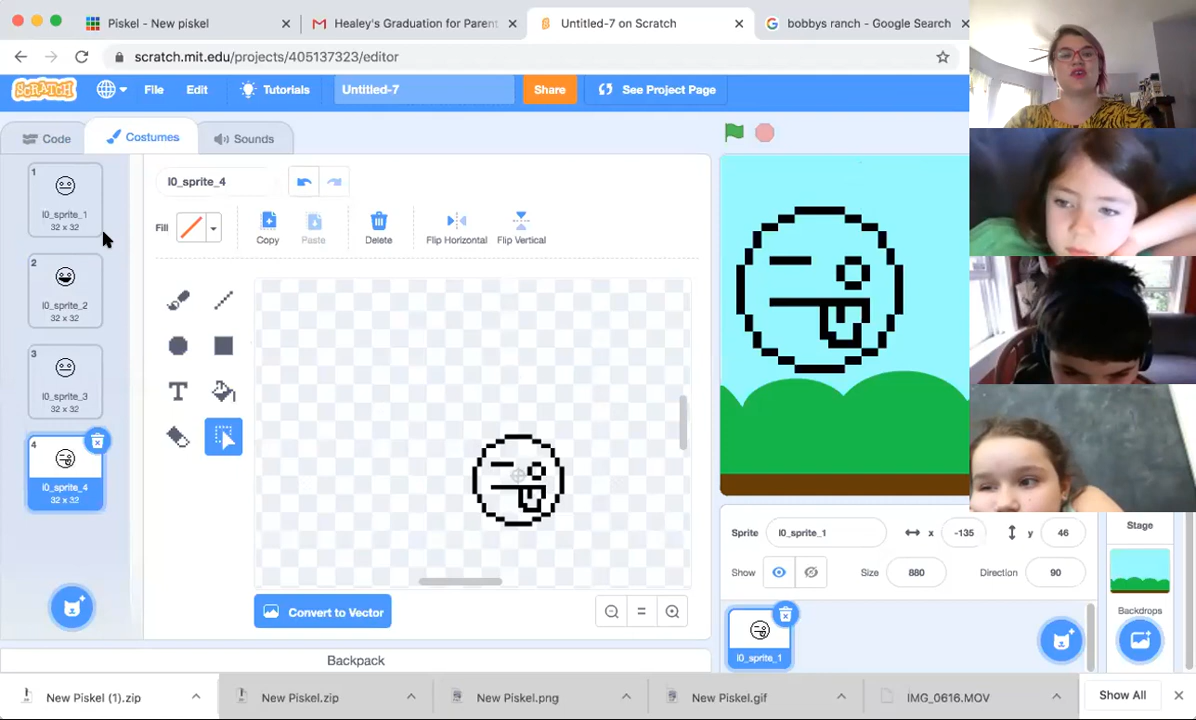 Piskel - New piskel
Healey's Graduation for Parent
Untitled-7 on Scratch
bobbys ranch - Google Search
scratch.mit.edu/projects/405137323/editor
SCRATCH
File
Edit
Tutorials
Untitled-7
Share
See Project Page
Code
Costumes
Sounds
1
l0_sprite_1
32 x 32
2
l0_sprite_2
32 x 32
3
l0_sprite_3
32 x 32
4
l0_sprite_4
32 x 32
l0_sprite_4
Fill
Copy
Paste
Delete
Flip Horizontal
Flip Vertical
T
Convert to Vector
Backpack
Sprite
l0_sprite_1
x
-135
y
46
Show
Size
880
Direction
90
l0_sprite_1
Stage
Backdrops
New Piskel (1).zip
New Piskel.zip
New Piskel.png
New Piskel.gif
IMG_0616.MOV
Show All